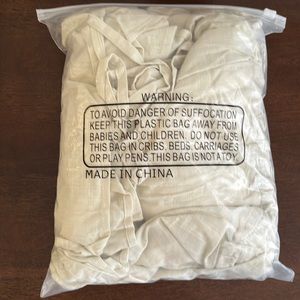 WARNING:
TO AVOID DANGER OF SUFFOCATION
KEEP THIS PLASTIC BAG AWAY FROM
BABIES AND CHILDREN. DO NOT USE
THIS BAG IN CRIBS, BEDS, CARRIAGES
OR PLAY PENS.THIS BAG IS NOT A TOY.
MADE IN CHINA